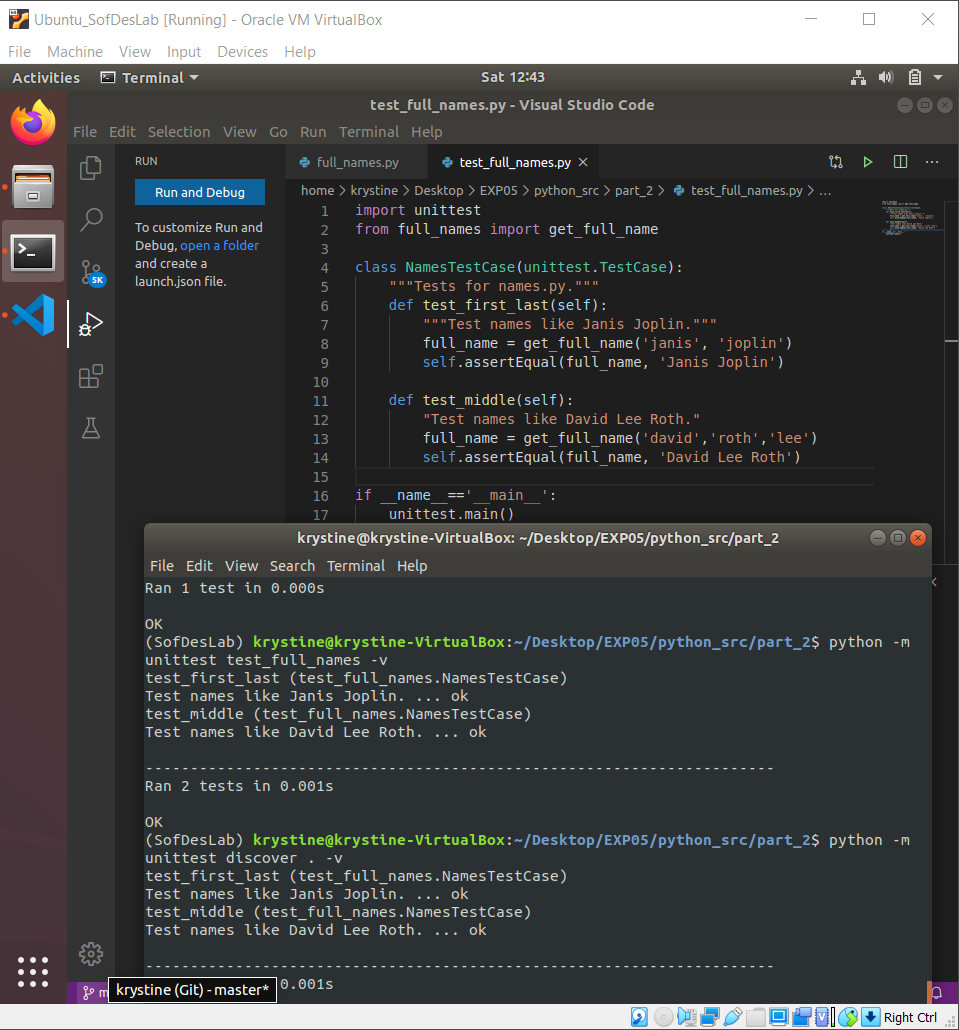 Ubuntu_SofDesLab [Running] - Oracle VM VirtualBox
File Machine View Input Devices Help
Activities Terminal Sat 12:43
test_full_names.py - Visual Studio Code
File Edit Selection View Go Run Terminal Help
RUN
full_names.py test_full_names.py
Run and Debug
To customize Run and
Debug, open a folder
and create a
launch.json file.
5K
home > krystine > Desktop > EXP05 > python_src > part_2 > test_full_names.py > ...
1 import unittest
2 from full_names import get_full_name
3
4 class NamesTestCase(unittest.TestCase):
5 """Tests for names.py."""
6 def test_first_last(self):
7 """Test names like Janis Joplin."""
8 full_name = get_full_name('janis', 'joplin')
9 self.assertEqual(full_name, 'Janis Joplin')
10
11 def test_middle(self):
12 "Test names like David Lee Roth."
13 full_name = get_full_name('david','roth','lee')
14 self.assertEqual(full_name, 'David Lee Roth')
15
16 if __name__=='__main__':
17 unittest.main()
krystine@krystine-VirtualBox: ~/Desktop/EXP05/python_src/part_2
File Edit View Search Terminal Help
Ran 1 test in 0.000s
OK
(SofDesLab) krystine@krystine-VirtualBox:~/Desktop/EXP05/python_src/part_2$ python -m
unittest test_full_names -v
test_first_last (test_full_names.NamesTestCase)
Test names like Janis Joplin. ... ok
test_middle (test_full_names.NamesTestCase)
Test names like David Lee Roth. ... ok
----------------------------------------------------------------------
Ran 2 tests in 0.001s
OK
(SofDesLab) krystine@krystine-VirtualBox:~/Desktop/EXP05/python_src/part_2$ python -m
unittest discover . -v
test_first_last (test_full_names.NamesTestCase)
Test names like Janis Joplin. ... ok
test_middle (test_full_names.NamesTestCase)
Test names like David Lee Roth. ... ok
----------------------------------------------------------------------
0.001s
krystine (Git) - master*
Right Ctrl